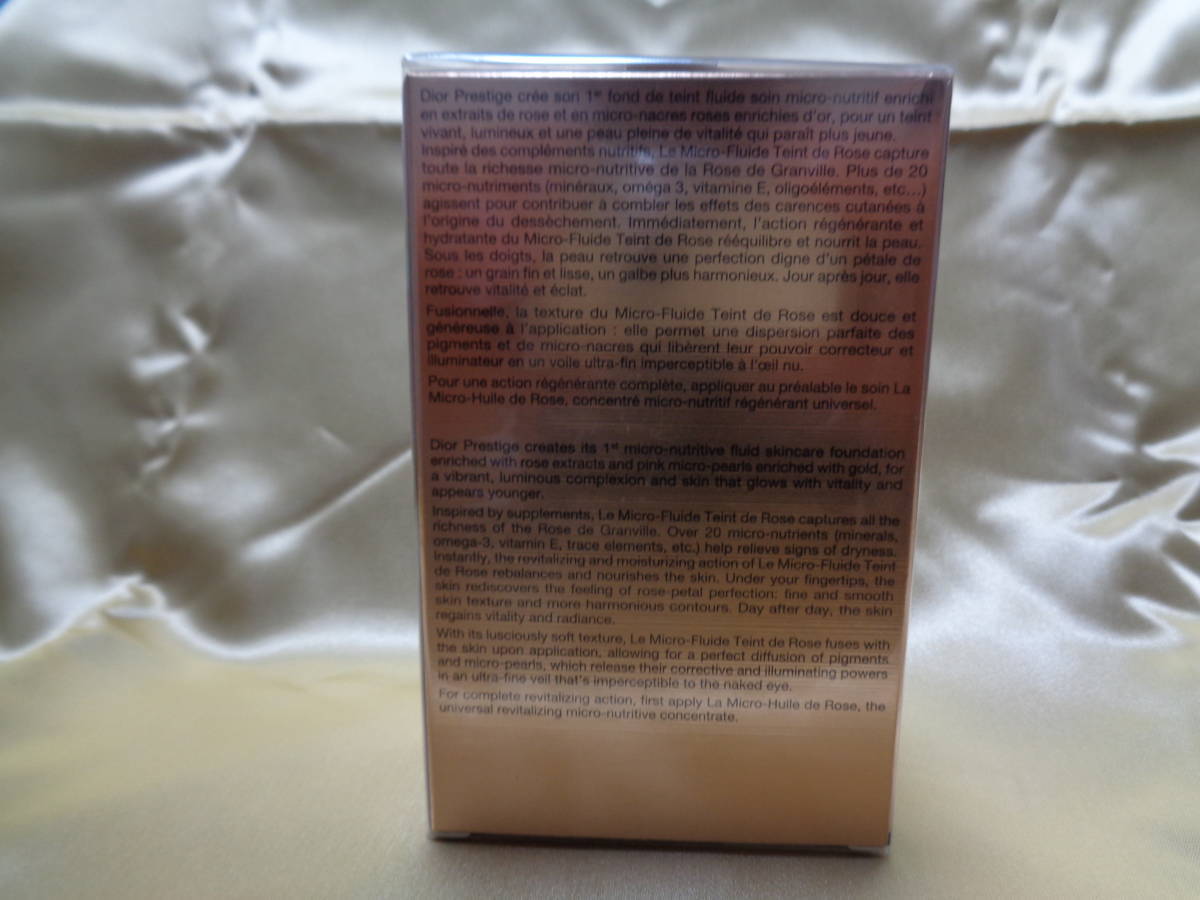 Dior Prestige crée son 1er fond de teint fluide soin micro-nutritif enrichi
en extraits de rose et en micro-nacres roses enrichies d'or, pour un teint
vivant, lumineux et une peau pleine de vitalité qui paraît plus jeune.
Inspiré des compléments nutritifs, Le Micro-Fluide Teint de Rose capture
toute la richesse micro-nutritive de la Rose de Granville. Plus de 20
micro-nutriments (minéraux, oméga 3, vitamine E, oligoéléments, etc...)
agissent pour contribuer à combler les effets des carences cutanées à
l'origine du dessèchement. Immédiatement, l'action régénérante et
hydratante du Micro-Fluide Teint de Rose rééquilibre et nourrit la peau.
Sous les doigts, la peau retrouve une perfection digne d'un pétale de
rose : un grain fin et lisse, un galbe plus harmonieux. Jour après jour, elle
retrouve vitalité et éclat.
Fusionnelle, la texture du Micro-Fluide Teint de Rose est douce et
généreuse à l'application : elle permet une dispersion parfaite des
pigments et de micro-nacres qui libèrent leur pouvoir correcteur et
illuminateur en un voile ultra-fin imperceptible à l'œil nu.
Pour une action régénérante complète, appliquer au préalable le soin La
Micro-Huile de Rose, concentré micro-nutritif régénérant universel.
Dior Prestige creates its 1st micro-nutritive fluid skincare foundation
enriched with rose extracts and pink micro-pearls enriched with gold, for
a vibrant, luminous complexion and skin that glows with vitality and
appears younger.
Inspired by supplements, Le Micro-Fluide Teint de Rose captures all the
richness of the Rose de Granville. Over 20 micro-nutrients (minerals,
omega-3, vitamin E, trace elements, etc.) help relieve signs of dryness.
Instantly, the revitalizing and moisturizing action of Le Micro-Fluide Teint
de Rose rebalances and nourishes the skin. Under your fingertips, the
skin rediscovers the feeling of rose-petal perfection: fine and smooth
skin texture and more harmonious contours. Day after day, the skin
regains vitality and radiance.
With its lusciously soft texture, Le Micro-Fluide Teint de Rose fuses with
the skin upon application, allowing for a perfect diffusion of pigments
and micro-pearls, which release their corrective and illuminating powers
in an ultra-fine veil that's imperceptible to the naked eye.
For complete revitalizing action, first apply La Micro-Huile de Rose, the
universal revitalizing micro-nutritive concentrate.